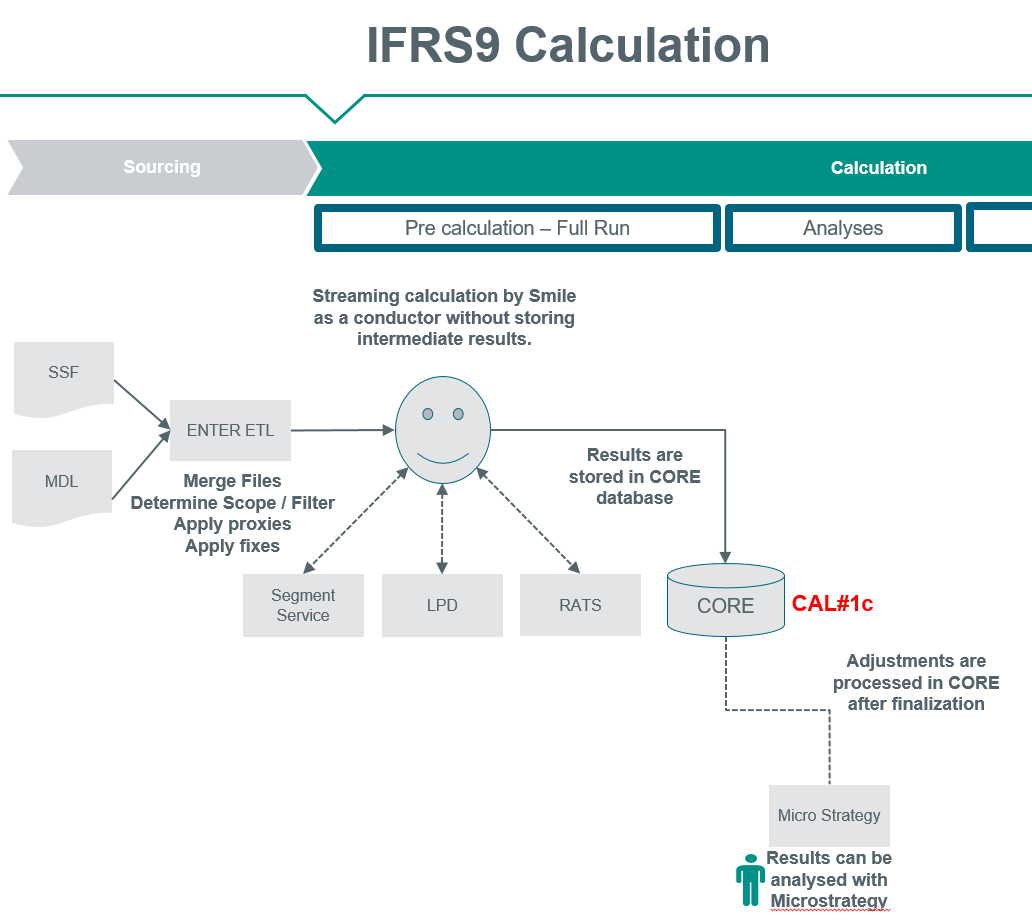 IFRS9 Calculation
Sourcing
Calculation
Pre calculation – Full Run
Analyses
Streaming calculation by Smile
as a conductor without storing
intermediate results.
SSF
MDL
ENTER ETL
Merge Files
Determine Scope / Filter
Apply proxies
Apply fixes
Results are
stored in CORE
database
Segment
Service
LPD
RATS
CORE
CAL#1c
Adjustments are
processed in CORE
after finalization
Micro Strategy
Results can be
analysed with
Microstrategy